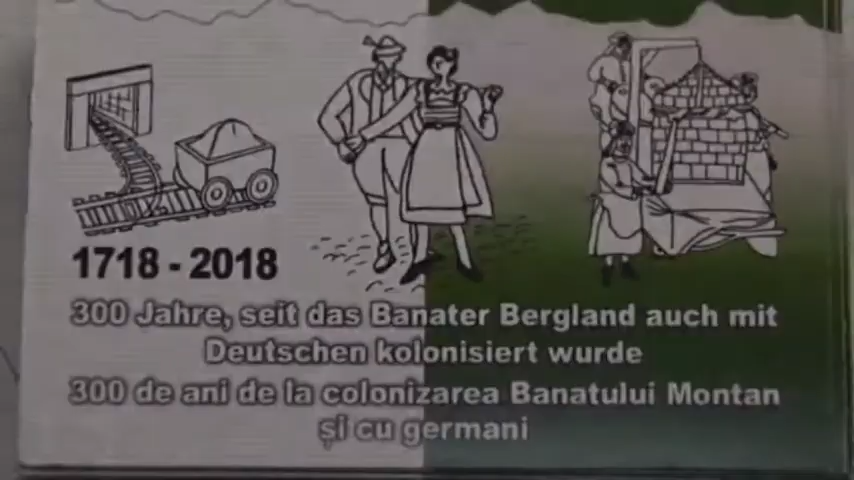 1718 - 2018
300 Jahre, seit das Banater Bergland auch mit
Deutschen kolonisiert wurde
300 de ani de la colonizarea Banatului Montan
și cu germani